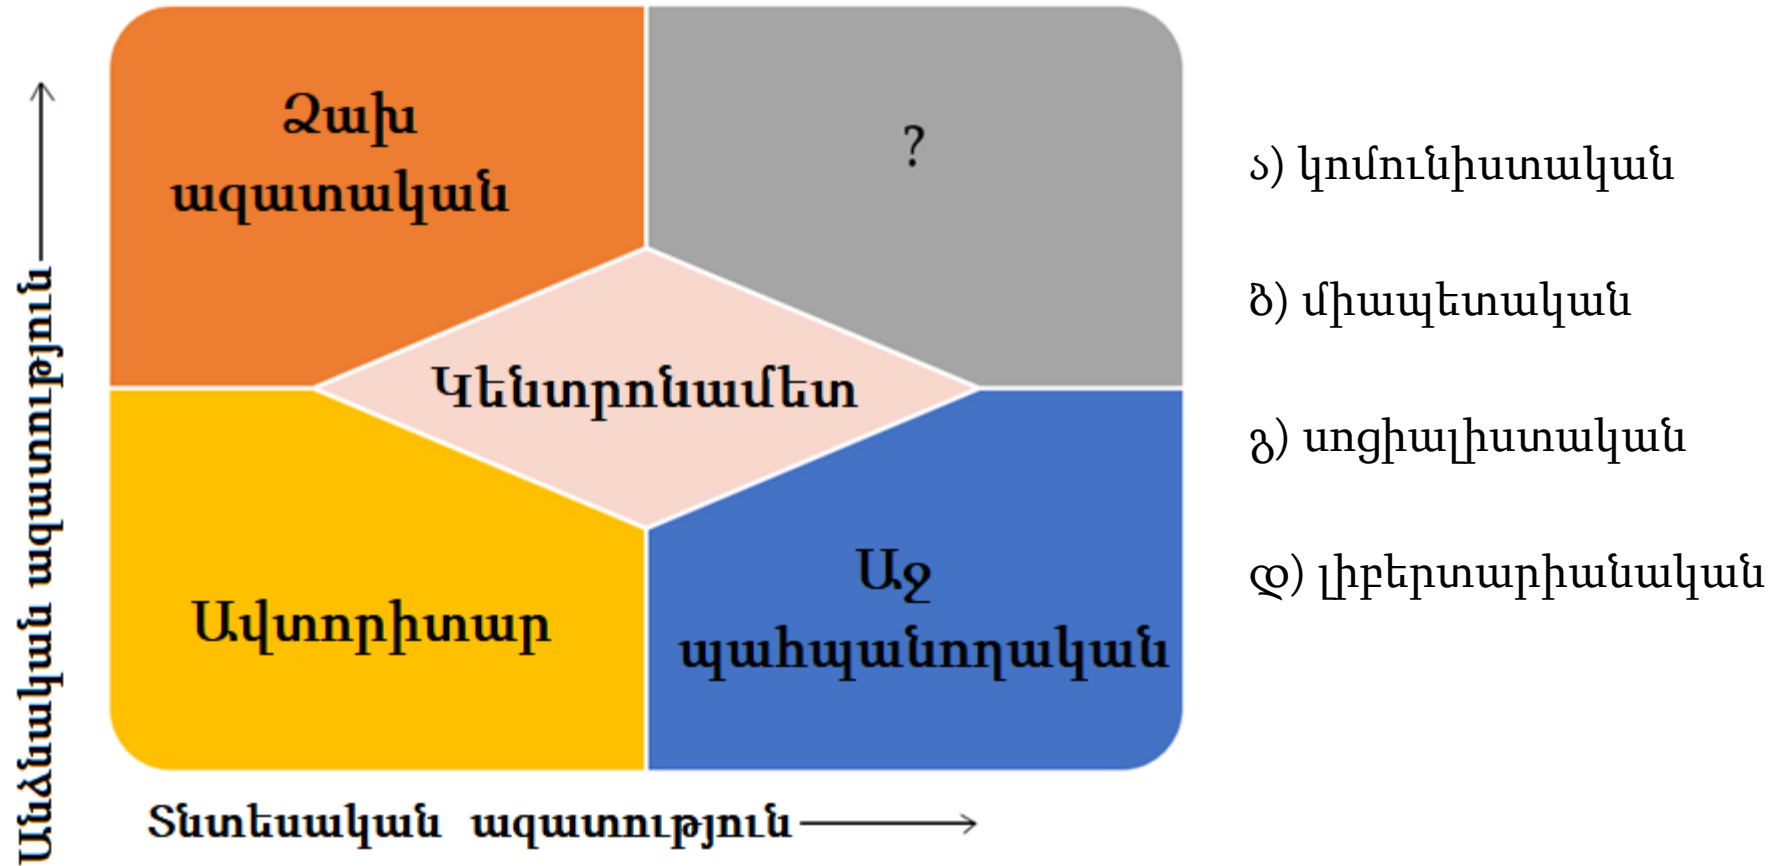 Անձնական ազատություն
Ձախ
ազատական
?
Կենտրոնամետ
Ավտորիտար
Աջ
պահպանողական
Տնտեսական ազատություն
ა) կոմունիստական
ბ) միապետական
გ) սոցիալիստական
დ) լիբերտարիանական